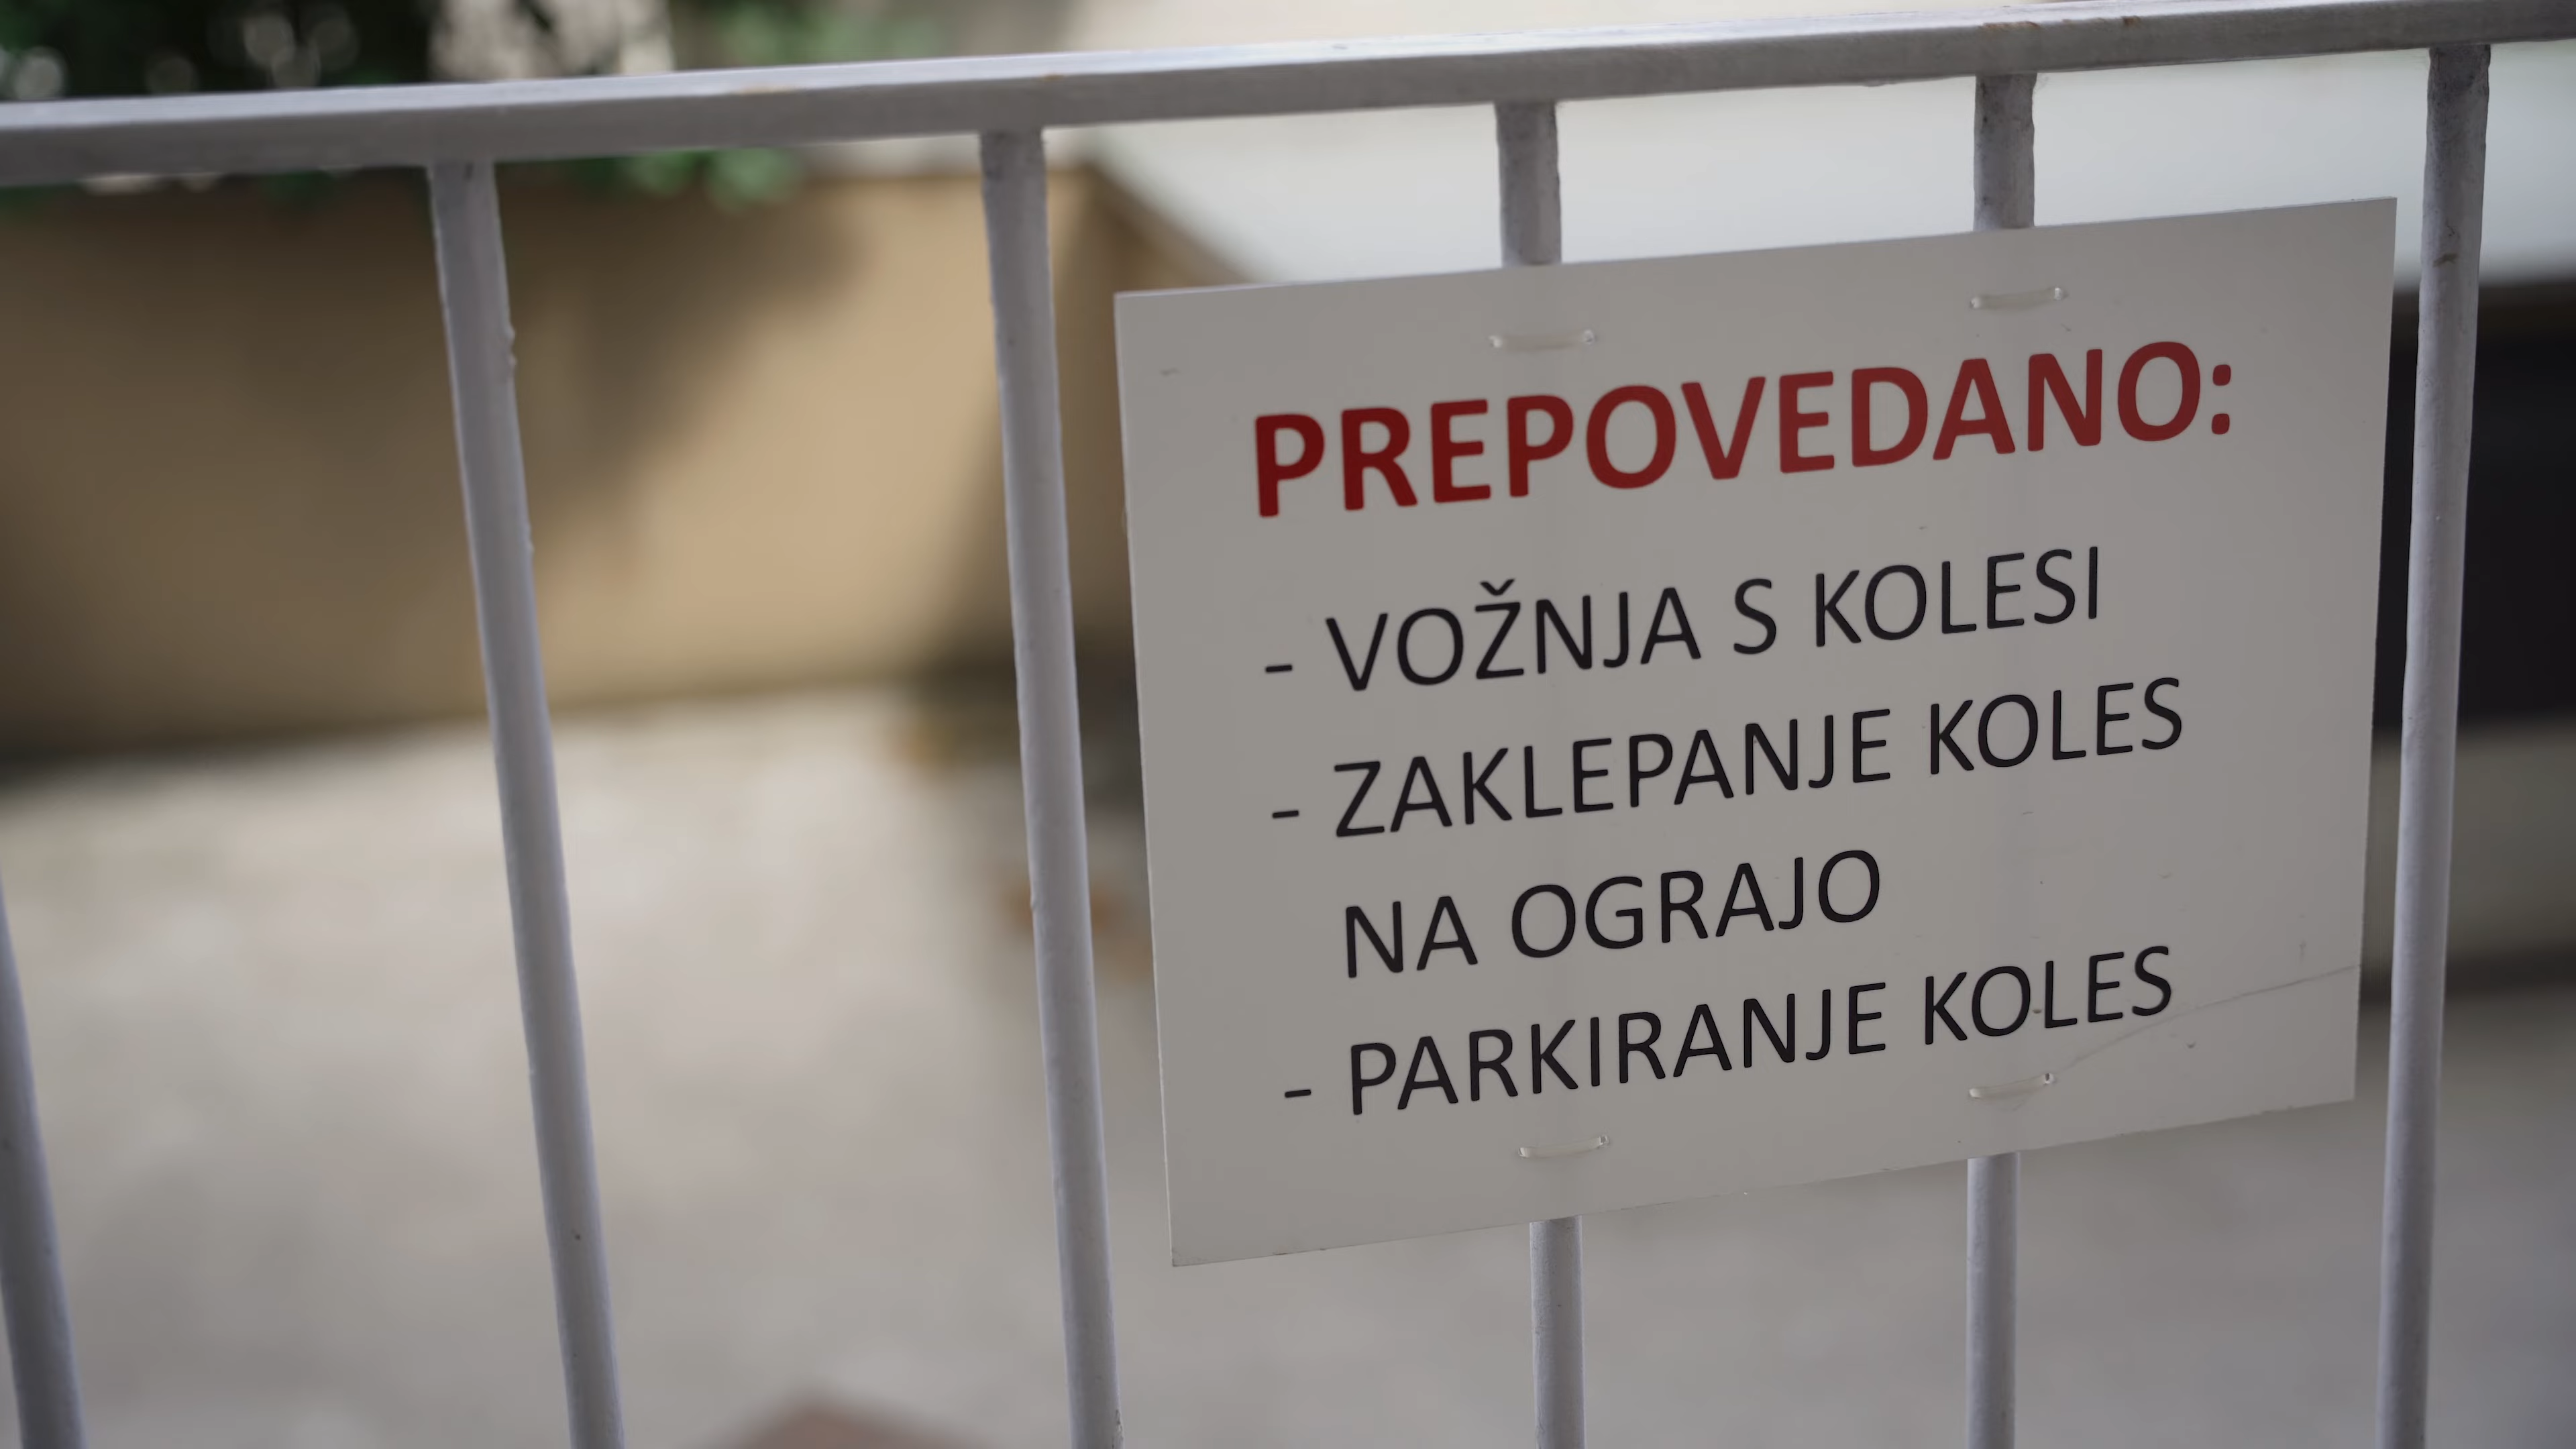 PREPOVEDANO:
- VOŽNJA S KOLESI
- ZAKLEPANJE KOLES
NA OGRAJO
- PARKIRANJE KOLES